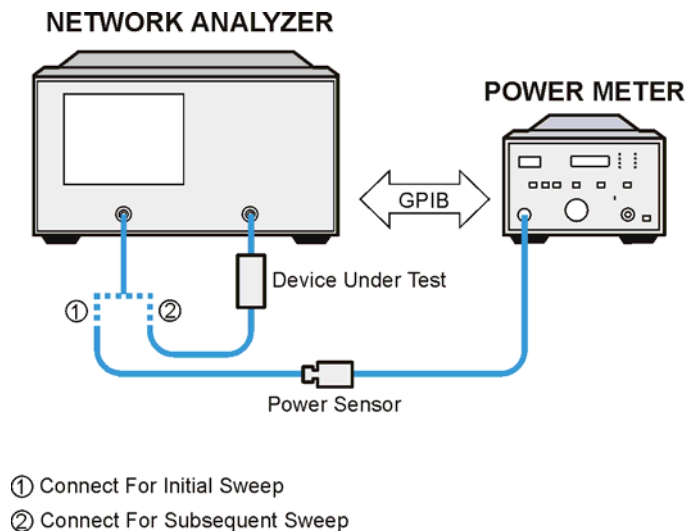 NETWORK ANALYZER
POWER METER
GPIB
Device Under Test
① ②
Power Sensor
① Connect For Initial Sweep
② Connect For Subsequent Sweep